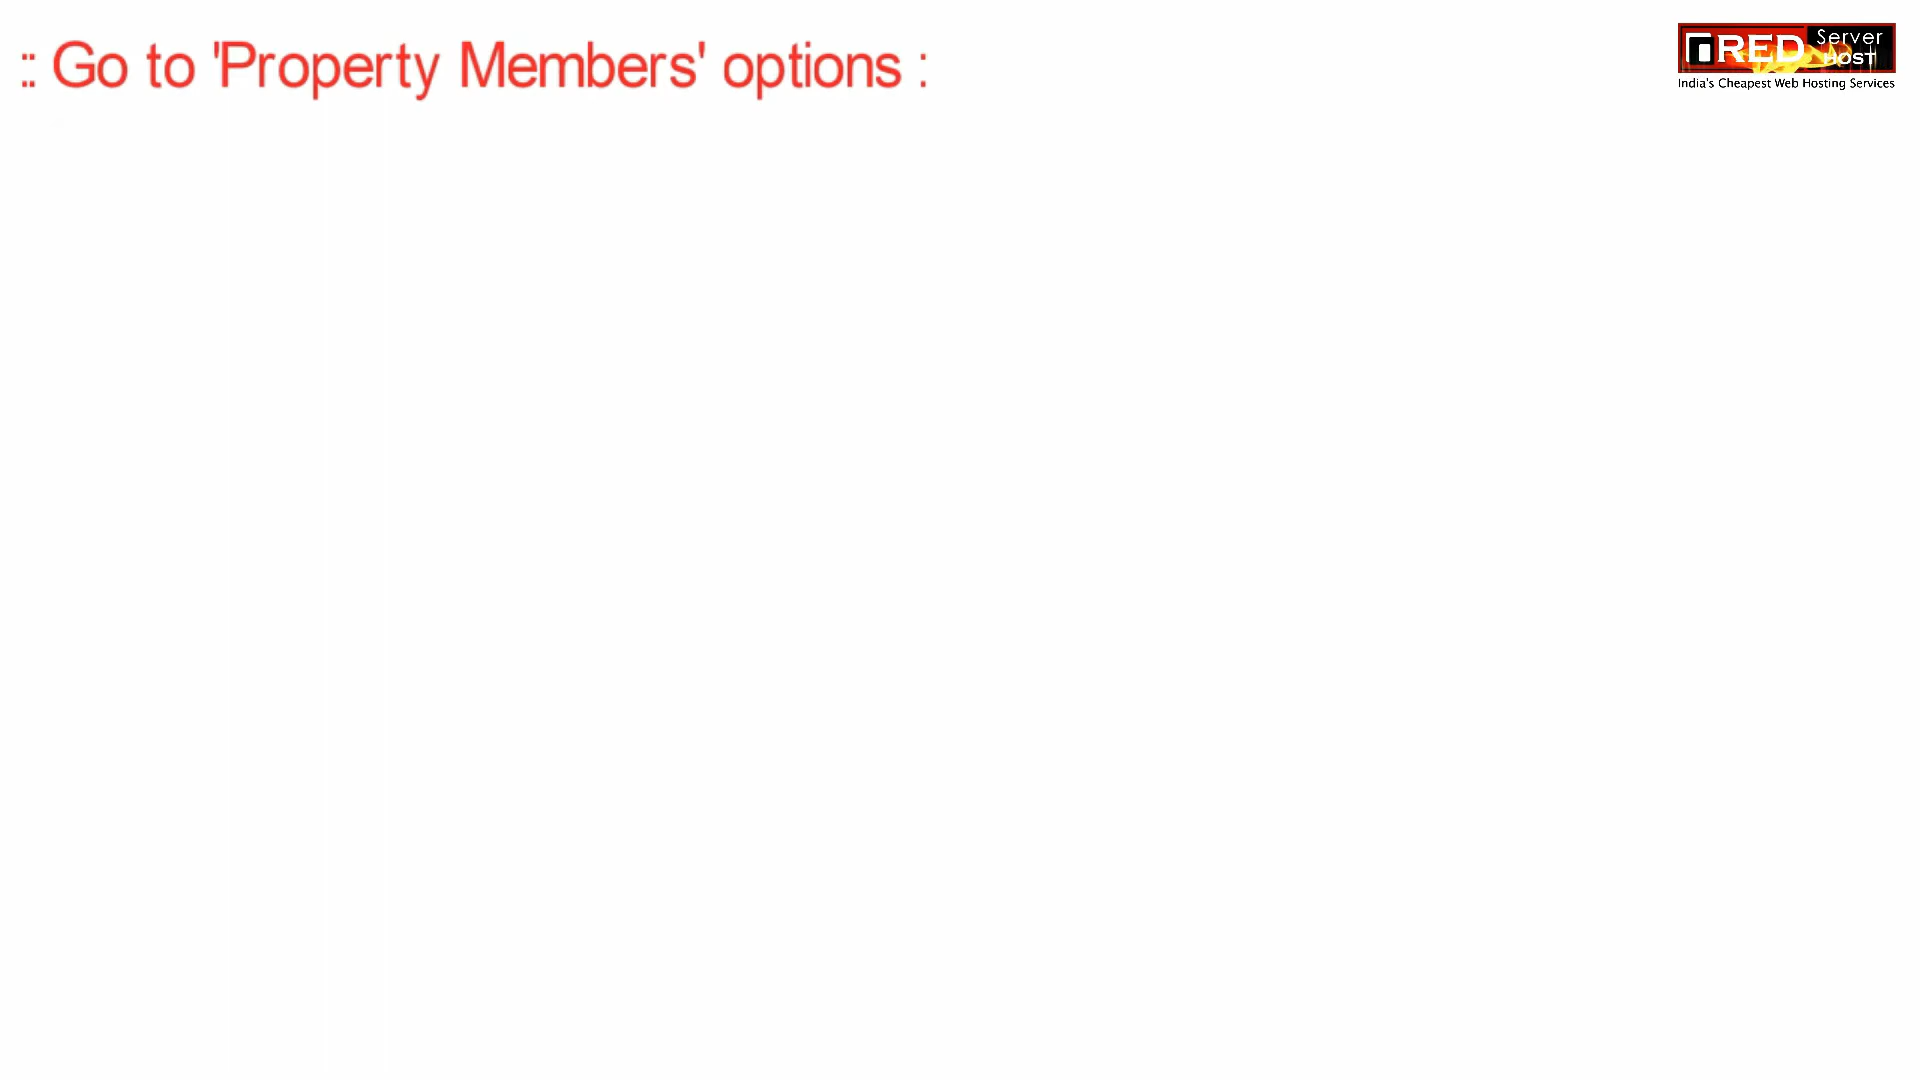 :: Go to 'Property Members' options :
RED Server HOST
India's Cheapest Web Hosting Services